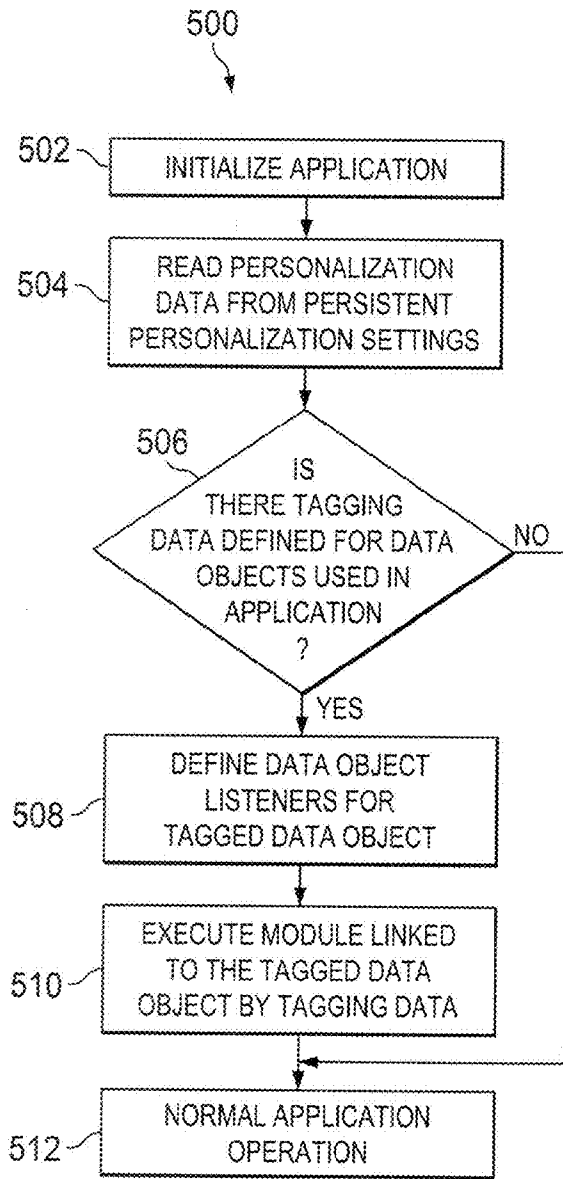 500
502
INITIALIZE APPLICATION
504
READ PERSONALIZATION
DATA FROM PERSISTENT
PERSONALIZATION SETTINGS
506
IS
THERE TAGGING
DATA DEFINED FOR DATA
OBJECTS USED IN
APPLICATION
?
NO
YES
508
DEFINE DATA OBJECT
LISTENERS FOR
TAGGED DATA OBJECT
510
EXECUTE MODULE LINKED
TO THE TAGGED DATA
OBJECT BY TAGGING DATA
512
NORMAL APPLICATION
OPERATION